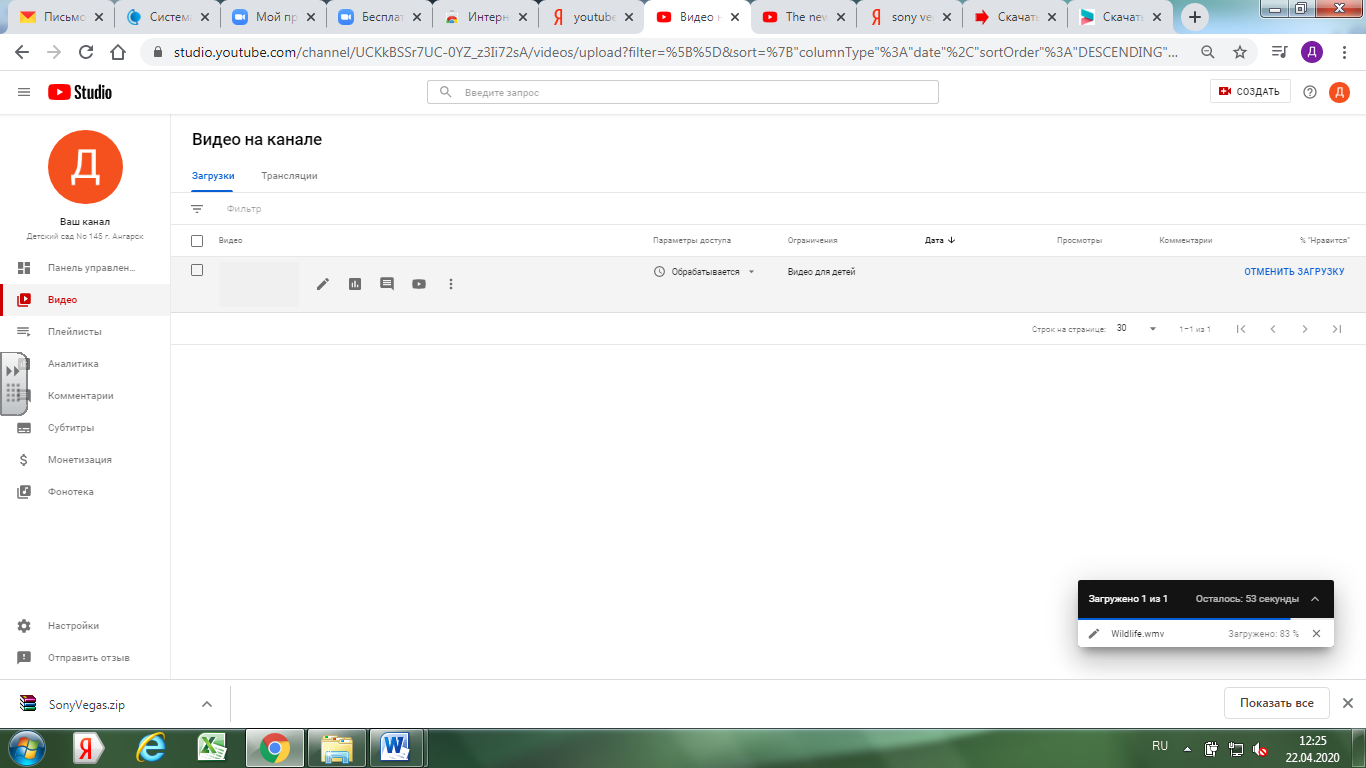 Письмо
Система
Мой пр
Бесплат
Интерн
youtube
Видео н
The new
sony ve
Скачать
Скачать
studio.youtube.com/channel/UCKkBSSr7UC-0YZ_z3Ii72sA/videos/upload?filter=%5B%5D&sort=%7B"columnType"%3A"date"%2C"sortOrder"%3A"DESCENDING"...
Д
Studio
Введите запрос
СОЗДАТЬ
Д
Д
Ваш канал
Детский сад No 145 г. Ангарск
Панель управлен...
Видео
Плейлисты
Аналитика
Комментарии
Субтитры
Монетизация
Фонотека
Настройки
Отправить отзыв
Видео на канале
Загрузки Трансляции
Фильтр
Видео Параметры доступа Ограничения Дата Просмотры Комментарии % "Нравится"
Обрабатывается Видео для детей ОТМЕНИТЬ ЗАГРУЗКУ
Строк на странице: 30 1–1 из 1
Загружено 1 из 1 Осталось: 53 секунды
Wildlife.wmv Загружено: 83 %
SonyVegas.zip
Показать все
RU
12:25
22.04.2020